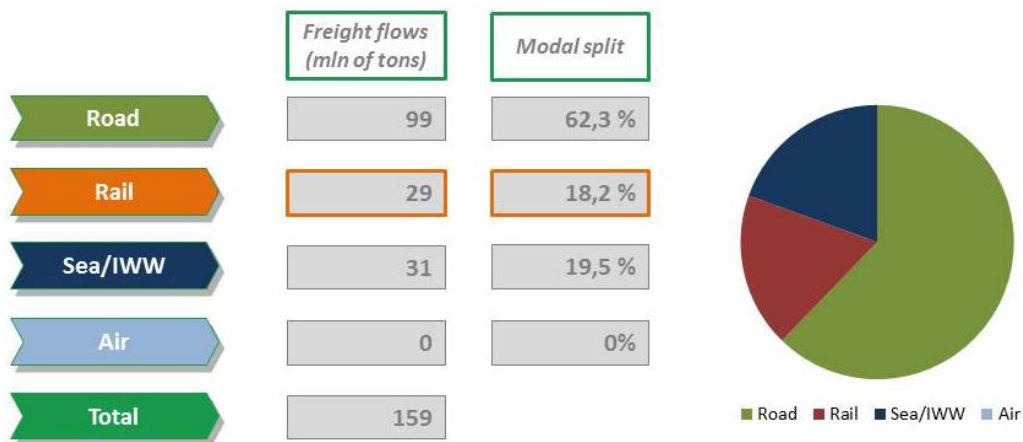 Freight flows
(mln of tons)
Modal split
Road
99
62,3 %
Rail
29
18,2 %
Sea/IWW
31
19,5 %
Air
0
0%
Total
159
Road Rail Sea/IWW Air